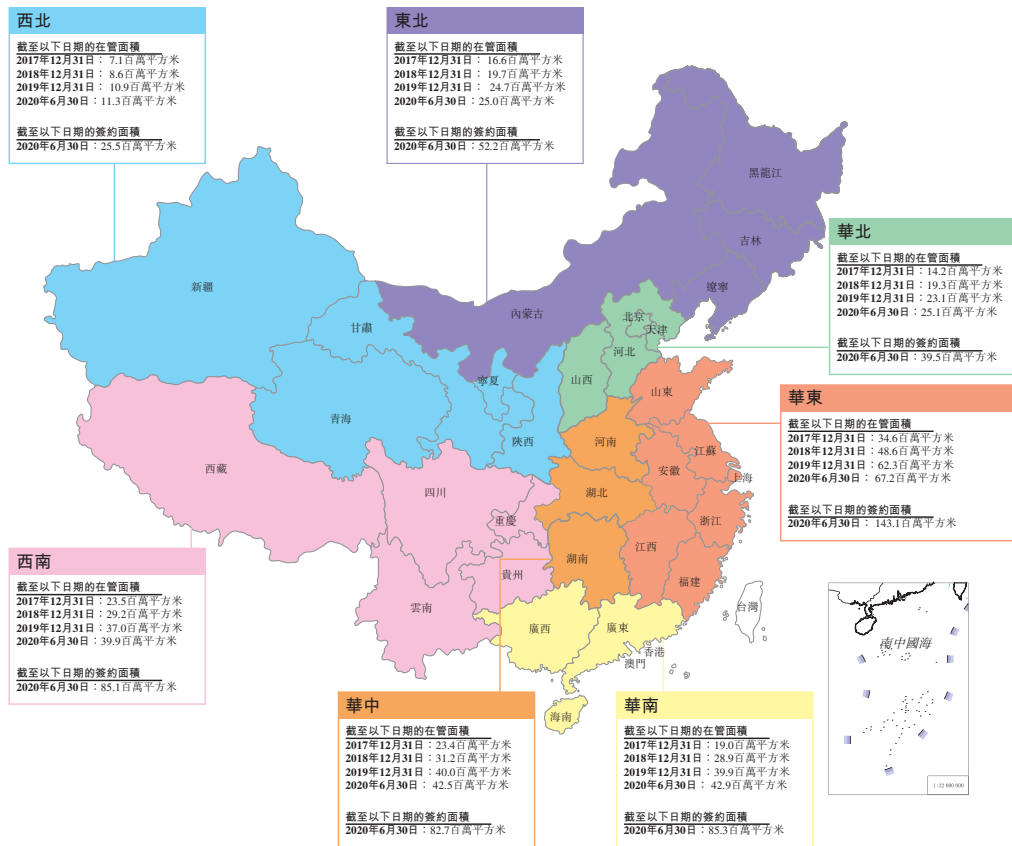 西北
截至以下日期的在管面積
2017年12月31日：7.1百萬平方米
2018年12月31日：8.6百萬平方米
2019年12月31日：10.9百萬平方米
2020年6月30日：11.3百萬平方米
截至以下日期的簽約面積
2020年6月30日：25.5百萬平方米
東北
截至以下日期的在管面積
2017年12月31日：16.6百萬平方米
2018年12月31日：19.7百萬平方米
2019年12月31日：24.7百萬平方米
2020年6月30日：25.0百萬平方米
截至以下日期的簽約面積
2020年6月30日：52.2百萬平方米
華北
截至以下日期的在管面積
2017年12月31日：14.2百萬平方米
2018年12月31日：19.3百萬平方米
2019年12月31日：23.1百萬平方米
2020年6月30日：25.1百萬平方米
截至以下日期的簽約面積
2020年6月30日：39.5百萬平方米
華東
截至以下日期的在管面積
2017年12月31日：34.6百萬平方米
2018年12月31日：48.6百萬平方米
2019年12月31日：62.3百萬平方米
2020年6月30日：67.2百萬平方米
截至以下日期的簽約面積
2020年6月30日：143.1百萬平方米
西南
截至以下日期的在管面積
2017年12月31日：23.5百萬平方米
2018年12月31日：29.2百萬平方米
2019年12月31日：37.0百萬平方米
2020年6月30日：39.9百萬平方米
截至以下日期的簽約面積
2020年6月30日：85.1百萬平方米
華中
截至以下日期的在管面積
2017年12月31日：23.4百萬平方米
2018年12月31日：31.2百萬平方米
2019年12月31日：40.0百萬平方米
2020年6月30日：42.5百萬平方米
截至以下日期的簽約面積
2020年6月30日：82.7百萬平方米
華南
截至以下日期的在管面積
2017年12月31日：19.0百萬平方米
2018年12月31日：28.9百萬平方米
2019年12月31日：39.9百萬平方米
2020年6月30日：42.9百萬平方米
截至以下日期的簽約面積
2020年6月30日：85.3百萬平方米
黑龍江
吉林
遼寧
內蒙古
新疆
甘肅
寧夏
青海
陝西
北京
天津
河北
山西
山東
河南
江蘇
安徽
上海
湖北
浙江
江西
湖南
福建
西藏
四川
重慶
貴州
雲南
廣西
廣東
香港
澳門
海南
台灣
南中國海
1:32 000 000